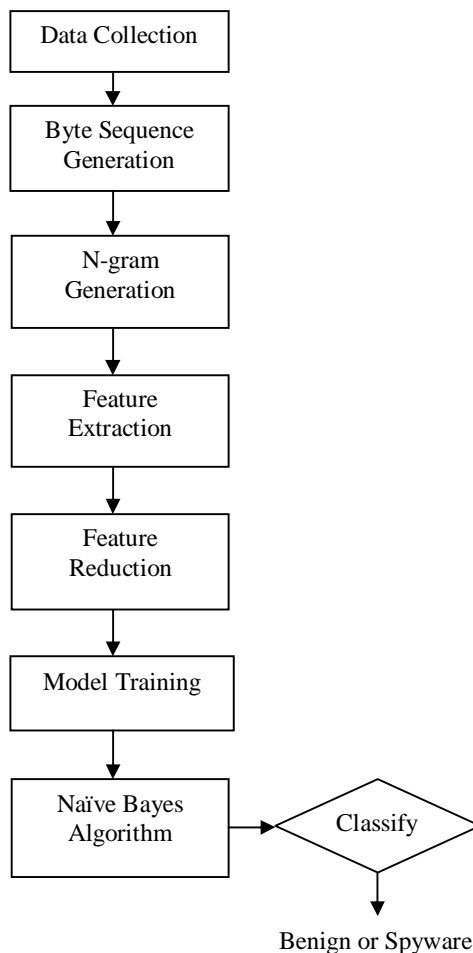 Data Collection
Byte Sequence
Generation
N-gram
Generation
Feature
Extraction
Feature
Reduction
Model Training
Naïve Bayes
Algorithm
Classify
Benign or Spyware